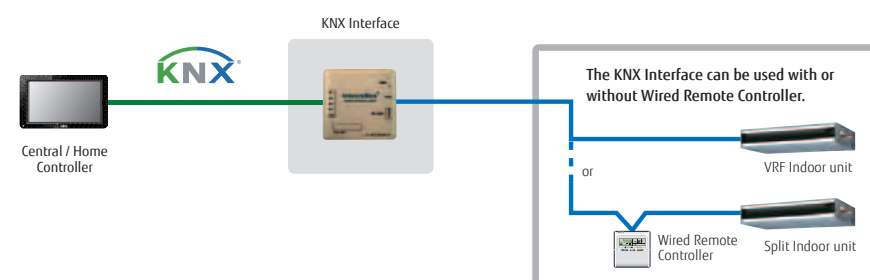 KNX Interface
KNX
The KNX Interface can be used with or
without Wired Remote Controller.
Central / Home
Controller
or
VRF Indoor unit
Wired Remote
Controller
Split Indoor unit